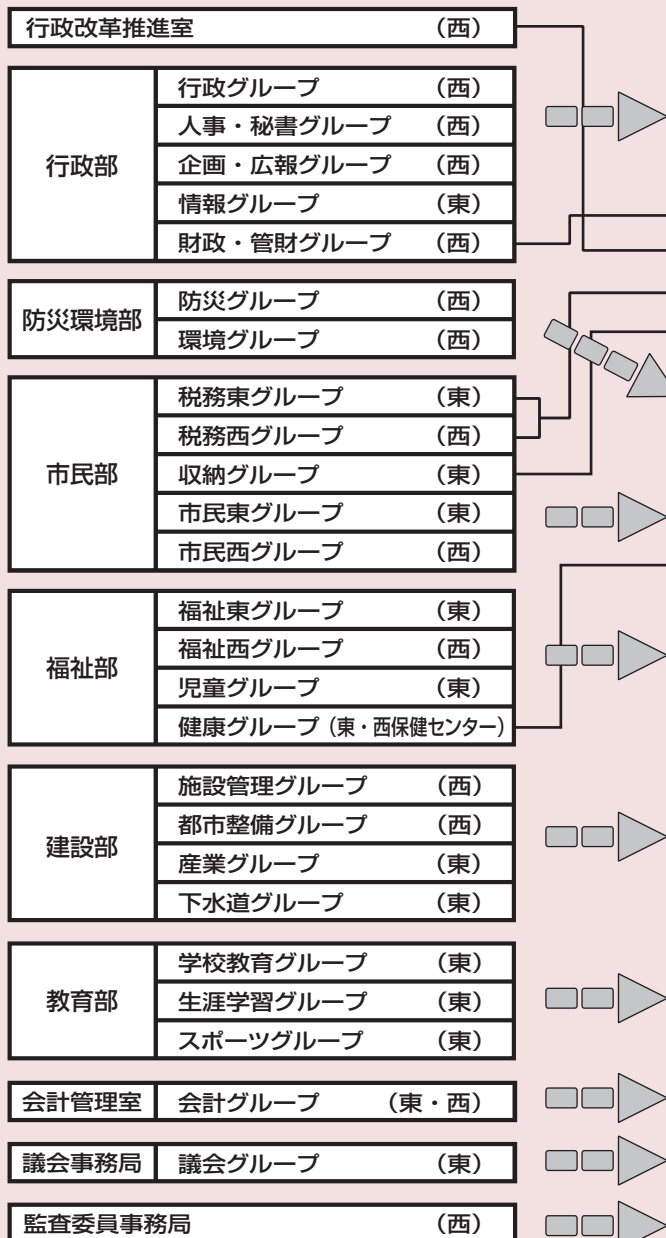 行政改革推進室 （西）
行政部
行政グループ （西）
人事・秘書グループ （西）
企画・広報グループ （西）
情報グループ （東）
財政・管財グループ （西）
防災環境部
防災グループ （西）
環境グループ （西）
市民部
税務東グループ （東）
税務西グループ （西）
収納グループ （東）
市民東グループ （東）
市民西グループ （西）
福祉部
福祉東グループ （東）
福祉西グループ （西）
児童グループ （東）
健康グループ（東・西保健センター）
建設部
施設管理グループ （西）
都市整備グループ （西）
産業グループ （東）
下水道グループ （東）
教育部
学校教育グループ （東）
生涯学習グループ （東）
スポーツグループ （東）
会計管理室 会計グループ （東・西）
議会事務局 議会グループ （東）
監査委員事務局 （西）